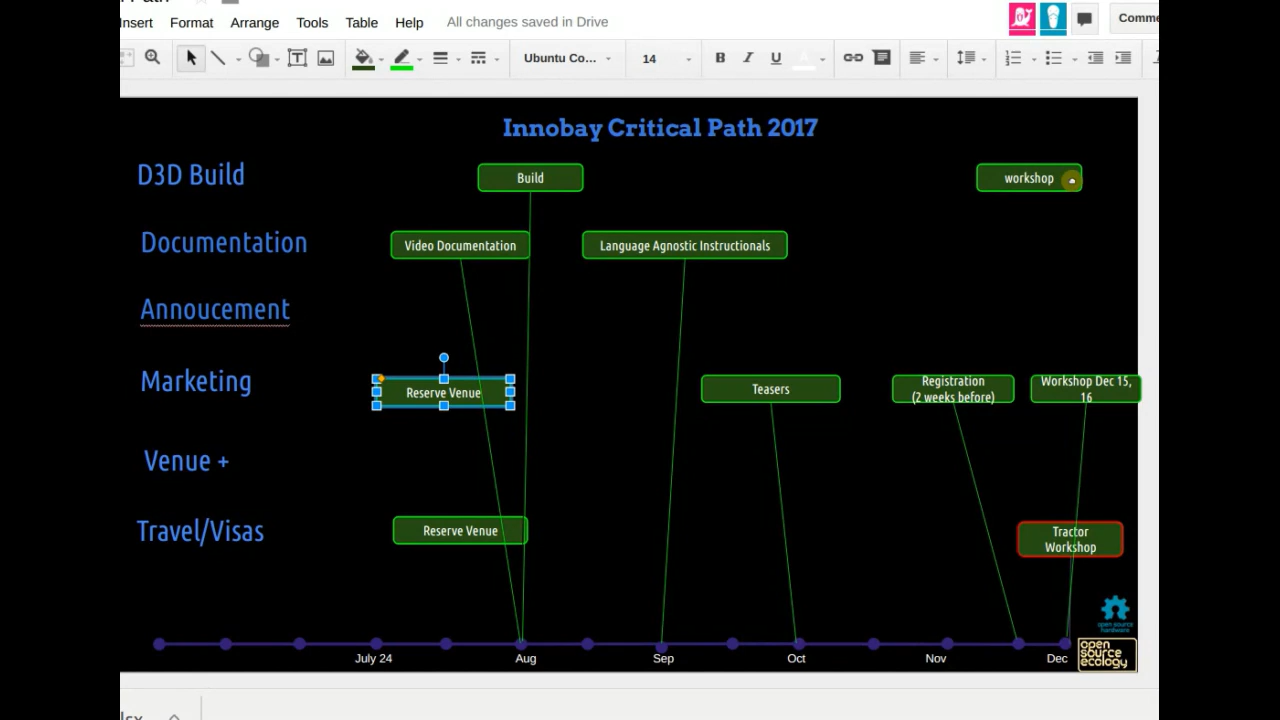 Insert Format Arrange Tools Table Help All changes saved in Drive
Ubuntu Co... 14
Innobay Critical Path 2017
D3D Build
Build
workshop
Documentation
Video Documentation
Language Agnostic Instructionals
Annoucement
Marketing
Reserve Venue
Teasers
Registration
(2 weeks before)
Workshop Dec 15,
16
Venue +
Travel/Visas
Reserve Venue
Tractor
Workshop
open source
hardware
July 24 Aug Sep Oct Nov Dec
open
source
ecology